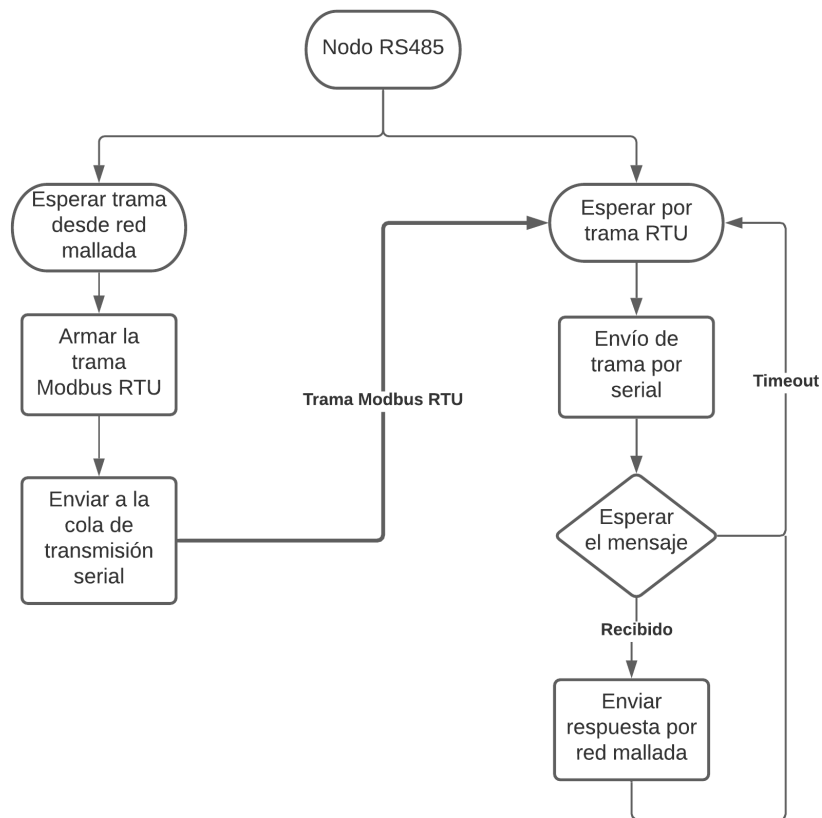 Nodo RS485
Esperar trama
desde red
mallada
Armar la
trama
Modbus RTU
Enviar a la
cola de
transmisión
serial
Trama Modbus RTU
Esperar por
trama RTU
Envío de
trama por
serial
Timeout
Esperar
el mensaje
Recibido
Enviar
respuesta por
red mallada